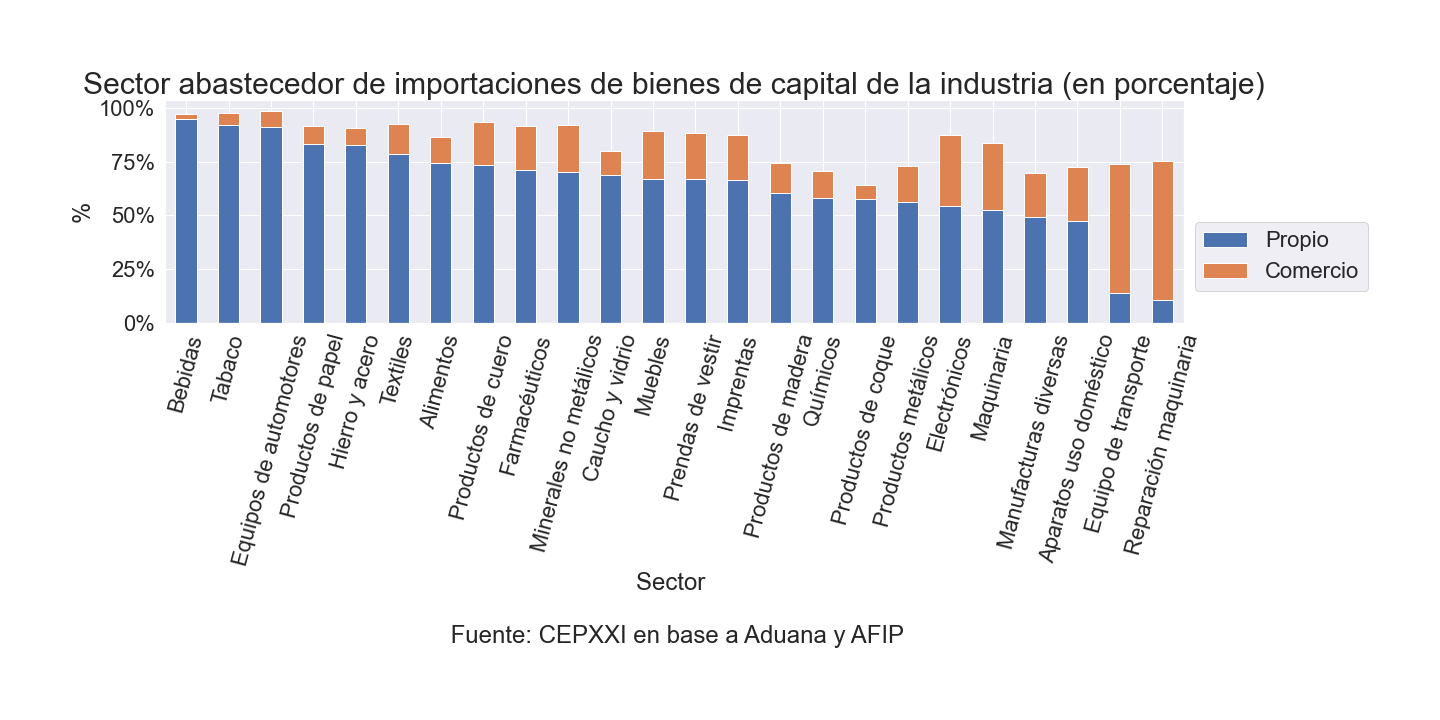 Sector abastecedor de importaciones de bienes de capital de la industria (en porcentaje)
100%
75%
50%
25%
0%
%
Propio
Comercio
Bebidas
Tabaco
Equipos de automotores
Productos de papel
Hierro y acero
Textiles
Alimentos
Productos de cuero
Farmacéuticos
Minerales no metálicos
Caucho y vidrio
Muebles
Prendas de vestir
Imprentas
Productos de madera
Químicos
Productos de coque
Productos metálicos
Electrónicos
Maquinaria
Manufacturas diversas
Aparatos uso doméstico
Equipo de transporte
Reparación maquinaria
Sector
Fuente: CEPXXI en base a Aduana y AFIP